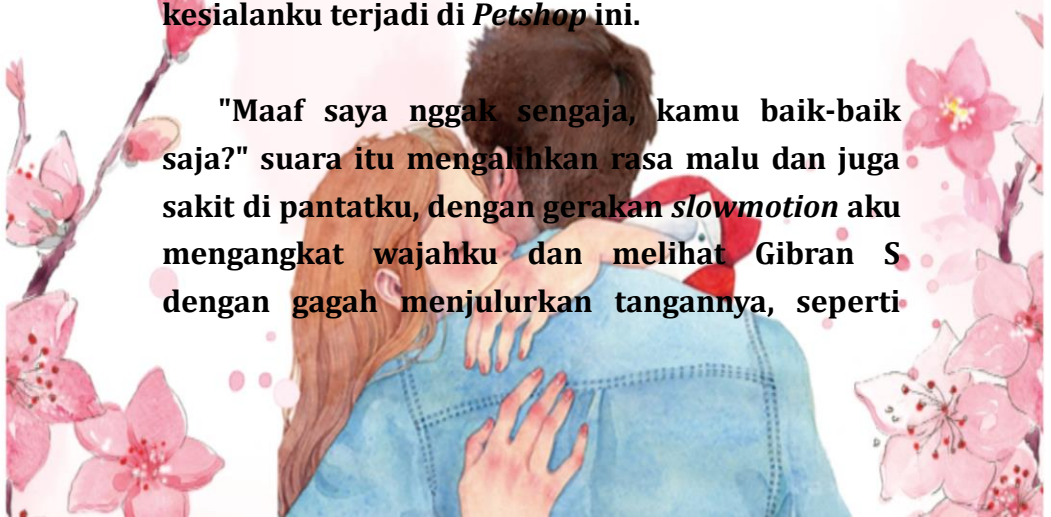 kesialanku terjadi di Petshop ini.
"Maaf saya nggak sengaja, kamu baik-baik
saja?" suara itu mengalihkan rasa malu dan juga
sakit di pantatku, dengan gerakan slowmotion aku
mengangkat wajahku dan melihat Gibran S
dengan gagah menjulurkan tangannya, seperti